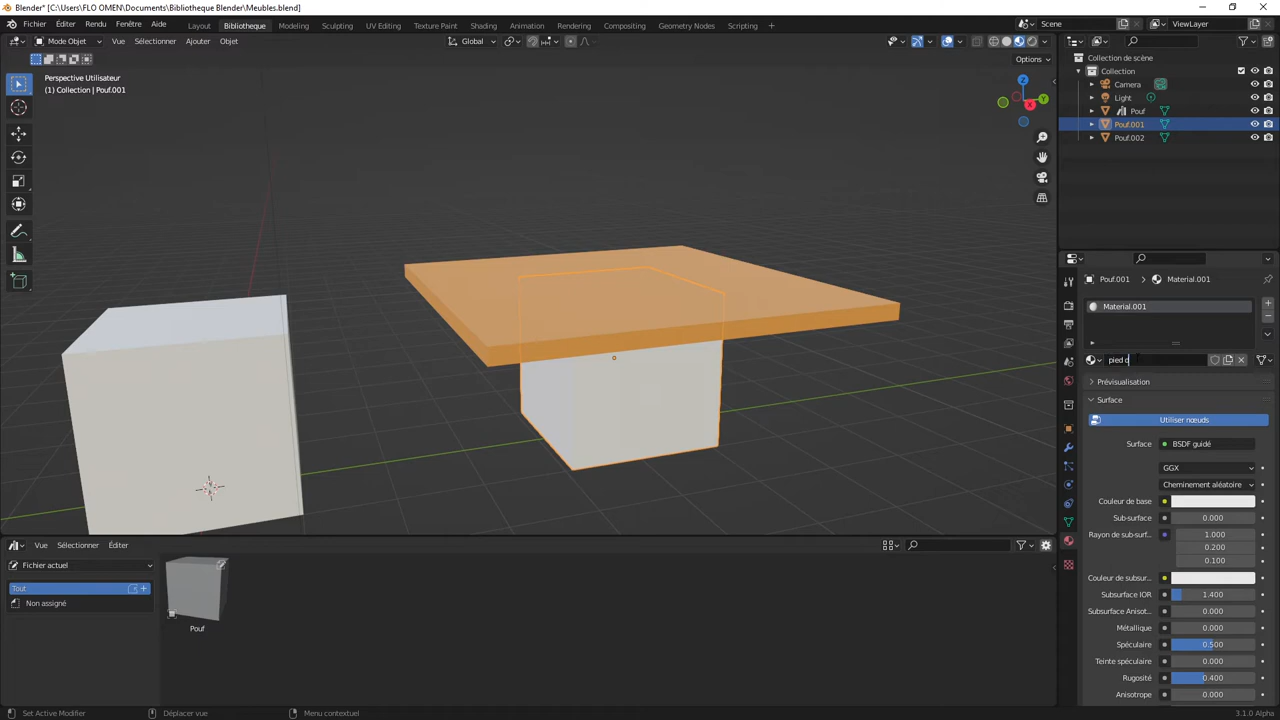 Blender* [C:\Users\FLO OMEN\Documents\Bibliotheque Blender\Meubles.blend]
Fichier Éditer Rendu Fenêtre Aide Layout Bibliotheque Modeling Sculpting UV Editing Texture Paint Shading Animation Rendering Compositing Geometry Nodes Scripting + Scene ViewLayer
Mode Objet Vue Sélectionner Ajouter Objet Global
Options
Perspective Utilisateur
(1) Collection | Pouf.001
Z
Y
X
Collection de scène
Collection
Camera
Light
Pouf
Pouf.001
Pouf.002
Pouf.001 > Material.001
Material.001
pied c
Prévisualisation
Surface
Utiliser nœuds
Surface BSDF guidé
GGX
Cheminement aléatoire
Couleur de base
Sub-surface 0.000
Rayon de sub-surf... 1.000
0.200
0.100
Couleur de subsur...
Subsurface IOR 1.400
Subsurface Anisot... 0.000
Métallique 0.000
Spéculaire 0.500
Teinte spéculaire 0.000
Rugosité 0.400
Anisotrope 0.000
Vue Sélectionner Éditer
Fichier actuel
Tout
Non assigné
Pouf
Set Active Modifier Déplacer vue Menu contextuel 3.1.0 Alpha